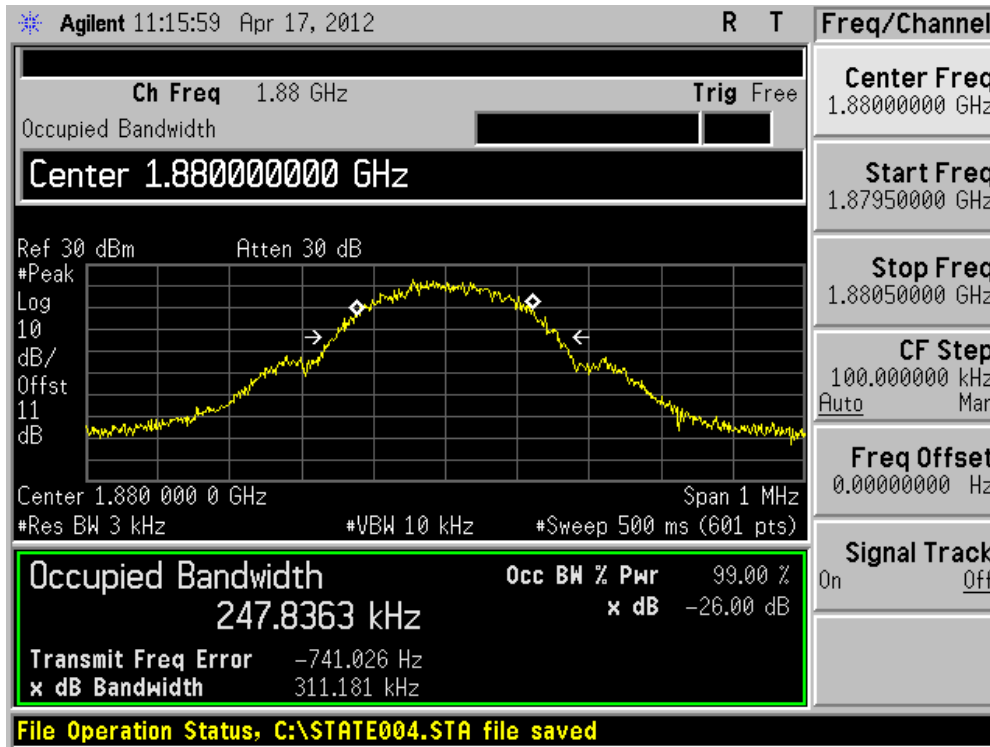 Agilent 11:15:59 Apr 17, 2012 R T
Ch Freq 1.88 GHz Trig Free
Occupied Bandwidth
Center 1.880000000 GHz
Ref 30 dBm Atten 30 dB
#Peak
Log
10
dB/
Offst
11
dB
Center 1.880 000 0 GHz Span 1 MHz
#Res BW 3 kHz #VBW 10 kHz #Sweep 500 ms (601 pts)
Occupied Bandwidth Occ BW % Pwr 99.00 %
247.8363 kHz x dB -26.00 dB
Transmit Freq Error -741.026 Hz
x dB Bandwidth 311.181 kHz
File Operation Status, C:\STATE004.STA file saved
Freq/Channel
Center Freq
1.88000000 GHz
Start Freq
1.87950000 GHz
Stop Freq
1.88050000 GHz
CF Step
100.000000 kHz
Auto Man
Freq Offset
0.00000000 Hz
Signal Track
On Off